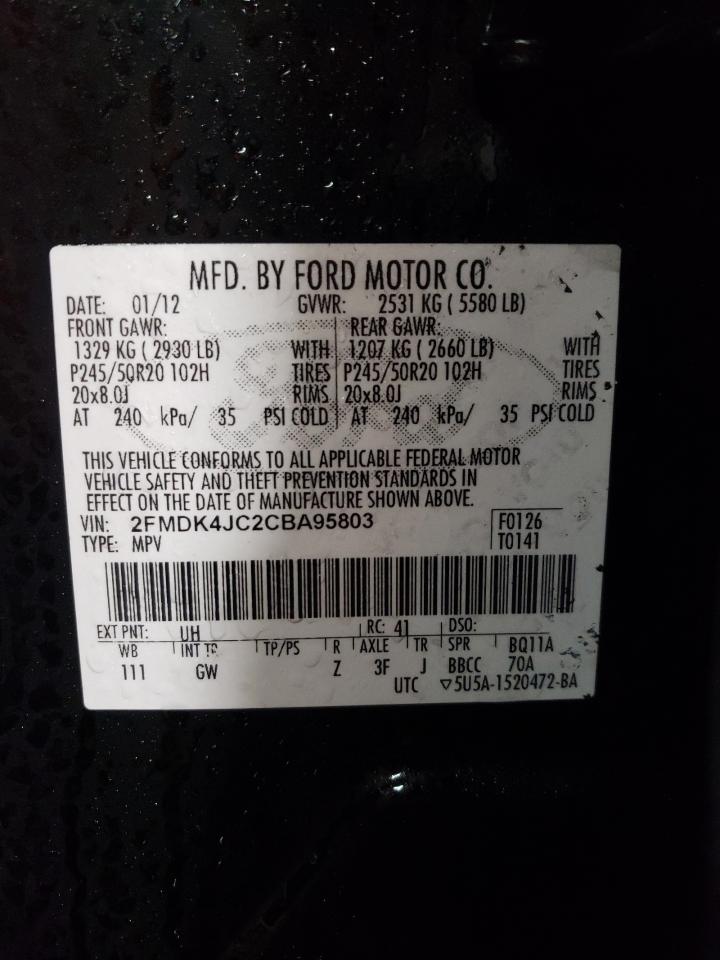 MFD. BY FORD MOTOR CO.
DATE: 01/12 GVWR: 2531 KG ( 5580 LB)
FRONT GAWR: REAR GAWR:
1329 KG ( 2930 LB) WITH 1207 KG ( 2660 LB) WITH
P245/50R20 102H TIRES P245/50R20 102H TIRES
20x8.0J RIMS 20x8.0J RIMS
AT 240 kPa/ 35 PSI COLD AT 240 kPa/ 35 PSI COLD
THIS VEHICLE CONFORMS TO ALL APPLICABLE FEDERAL MOTOR
VEHICLE SAFETY AND THEFT PREVENTION STANDARDS IN
EFFECT ON THE DATE OF MANUFACTURE SHOWN ABOVE.
VIN: 2FMDK4JC2CBA95803 F0126
TYPE: MPV T0141
EXT PNT: UH RC: 41 DSO:
WB INT TR TP/PS R AXLE TR SPR BQ11A
111 GW Z 3F J BBCC 70A
UTC ▽5U5A-1520472-BA